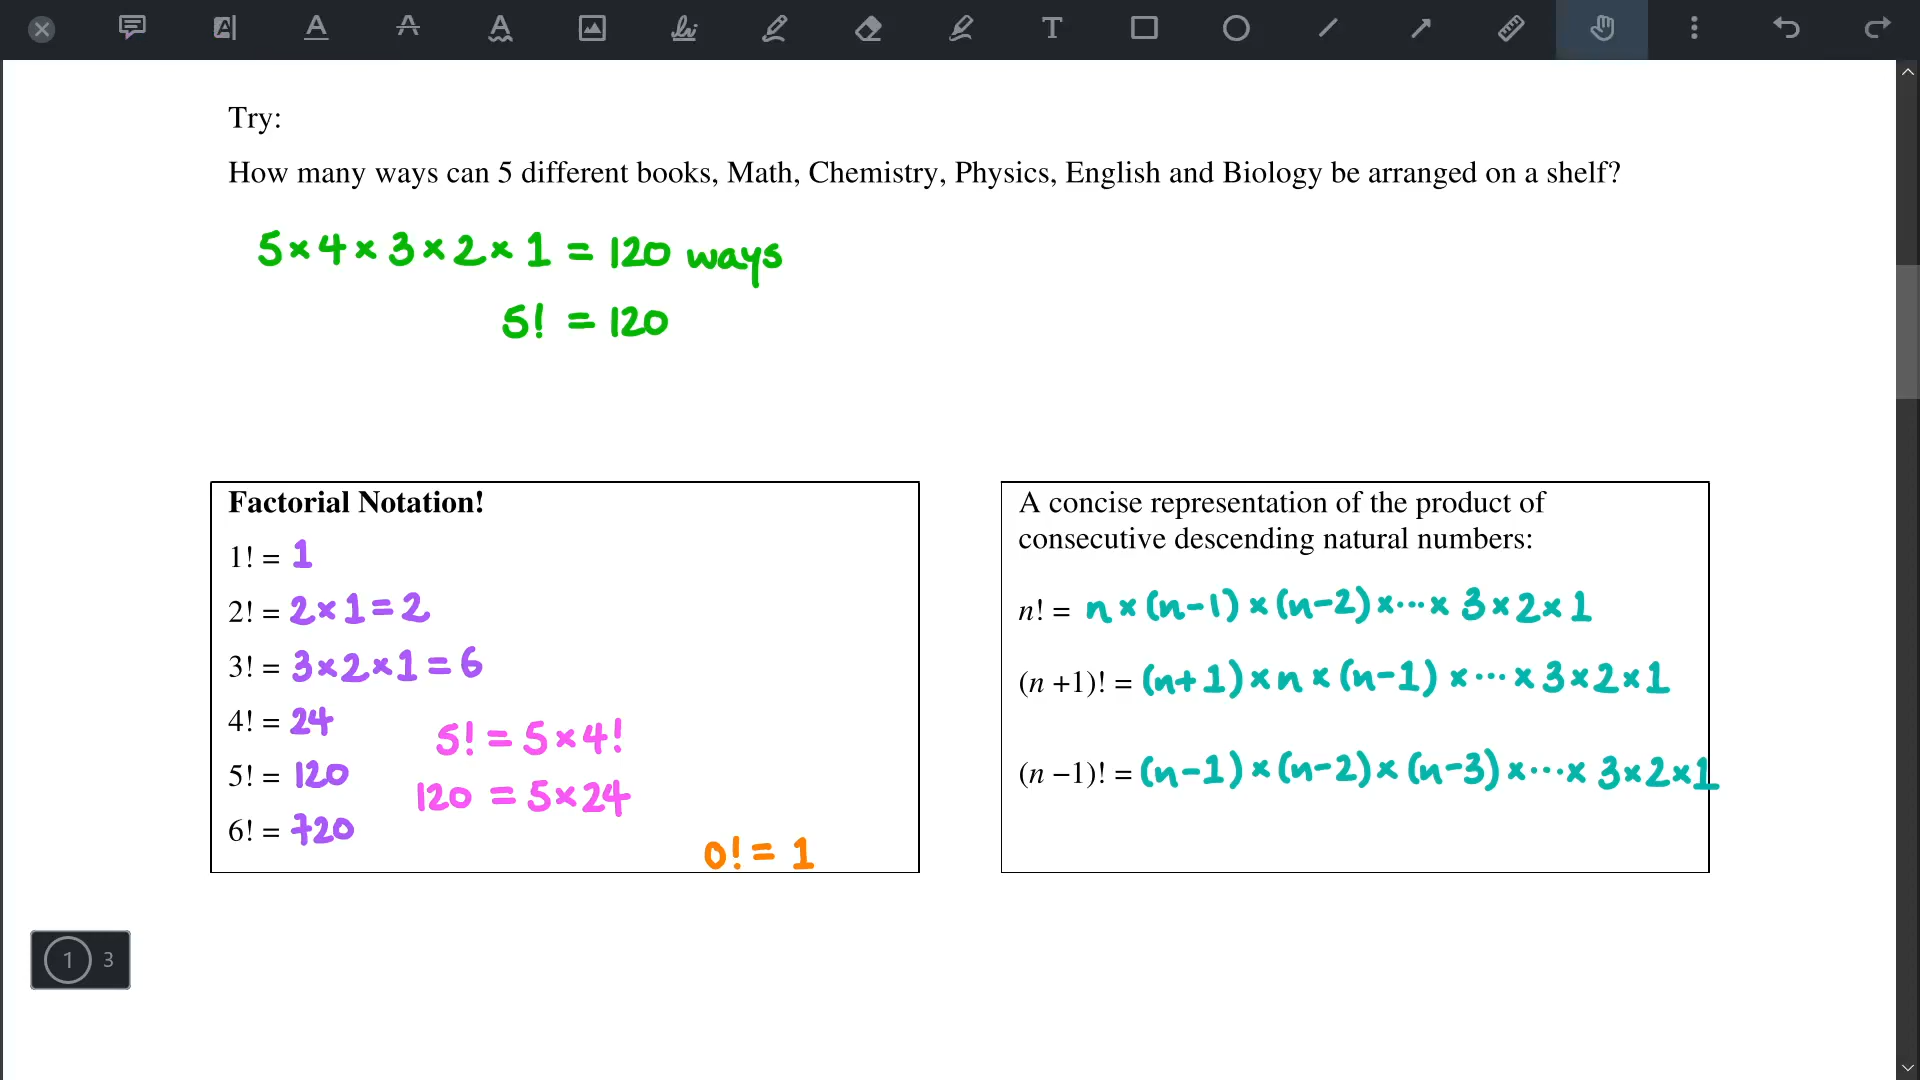 Try:
How many ways can 5 different books, Math, Chemistry, Physics, English and Biology be arranged on a shelf?
5 × 4 × 3 × 2 × 1 = 120 ways
5! = 120
Factorial Notation!
1! = 1
2! = 2 × 1 = 2
3! = 3 × 2 × 1 = 6
4! = 24
5! = 120
6! = 720
5! = 5 × 4!
120 = 5 × 24
0! = 1
A concise representation of the product of
consecutive descending natural numbers:
n! = n × (n-1) × (n-2) × ... × 3 × 2 × 1
(n +1)! = (n+1) × n × (n-1) × ... × 3 × 2 × 1
(n −1)! = (n-1) × (n-2) × (n-3) × ... × 3 × 2 × 1
1 3